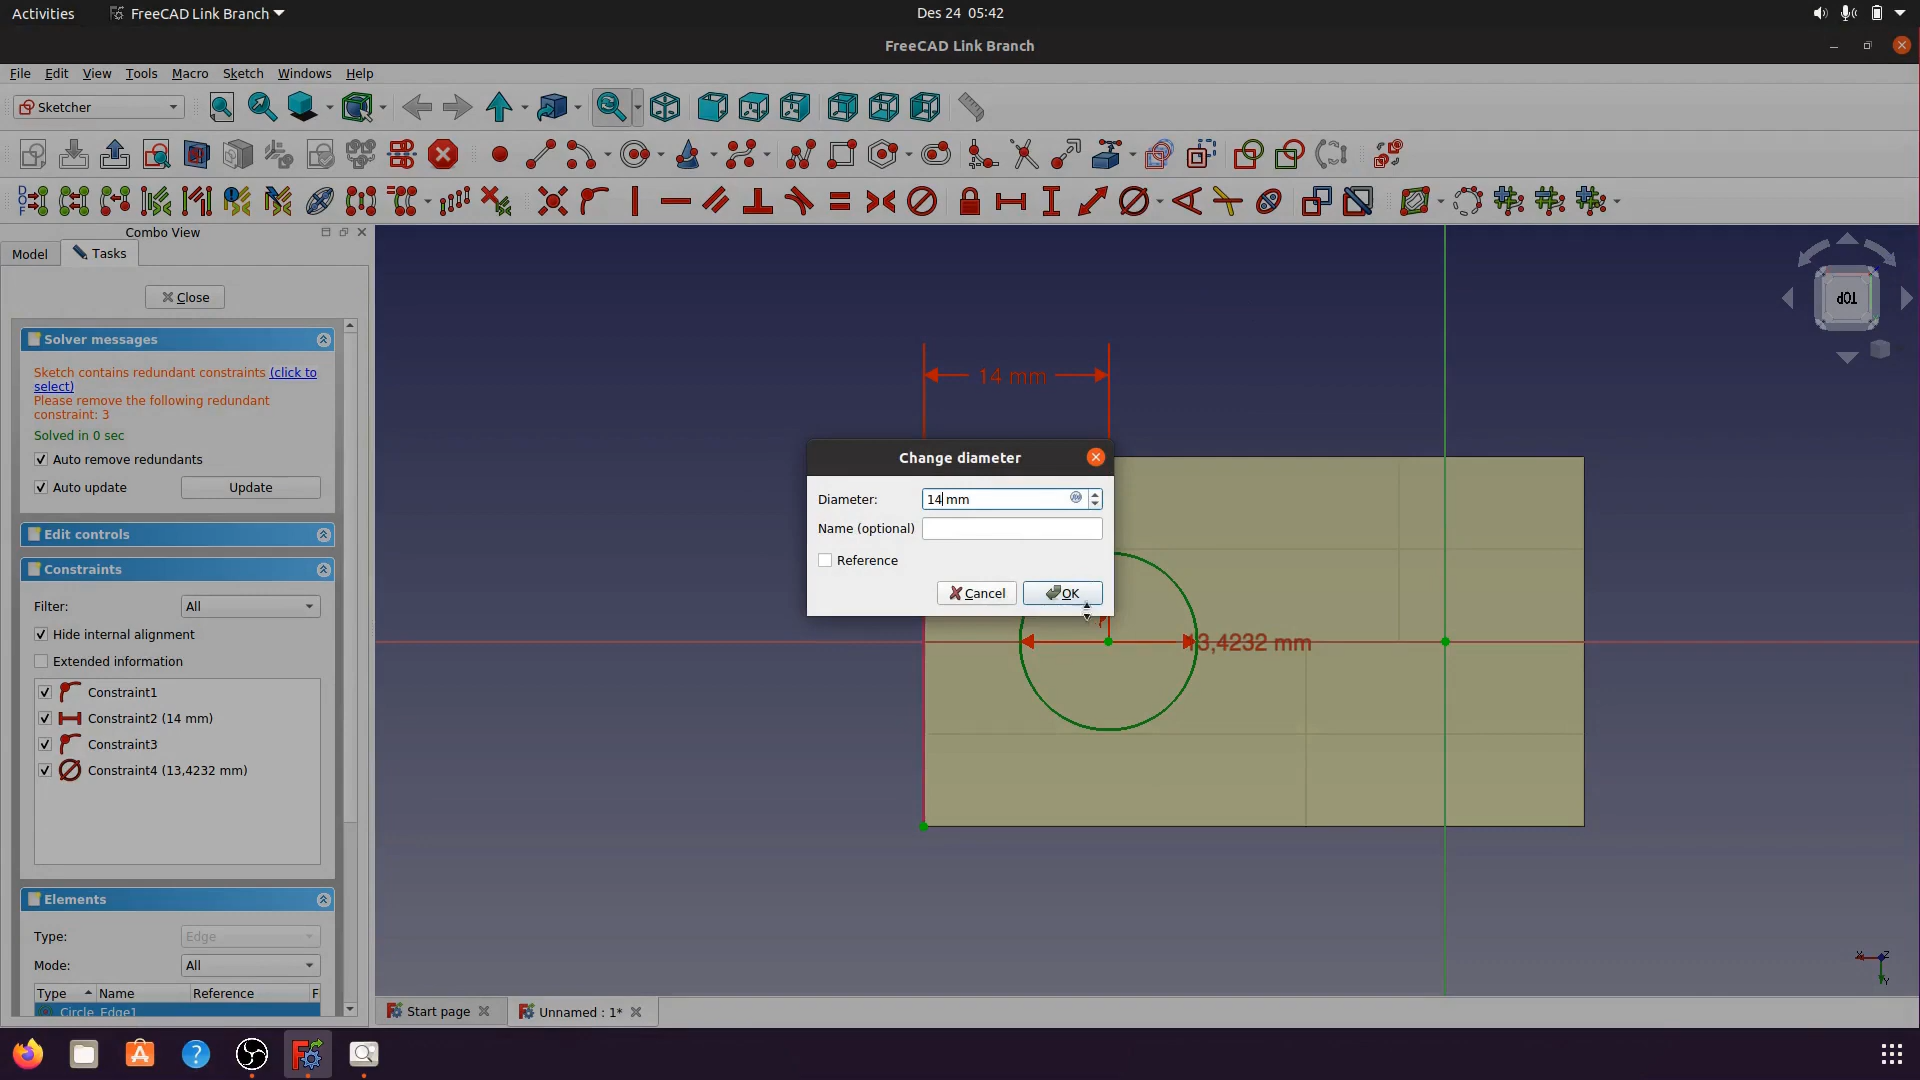 Activities
FreeCAD Link Branch
Des 24 05:42
FreeCAD Link Branch
File Edit View Tools Macro Sketch Windows Help
Sketcher
Combo View
Model
Tasks
Close
Solver messages
Sketch contains redundant constraints (click to
select)
Please remove the following redundant
constraint: 3
Solved in 0 sec
Auto remove redundants
Auto update
Update
Edit controls
Constraints
Filter:
All
Hide internal alignment
Extended information
Constraint1
Constraint2 (14 mm)
Constraint3
Constraint4 (13,4232 mm)
Elements
Type:
Edge
Mode:
All
Type Name Reference F
Circle Edge1
14 mm
Change diameter
Diameter:
14 mm
Name (optional)
Reference
Cancel
OK
13,4232 mm
TOP
X
Z
Y
Start page
Unnamed : 1*